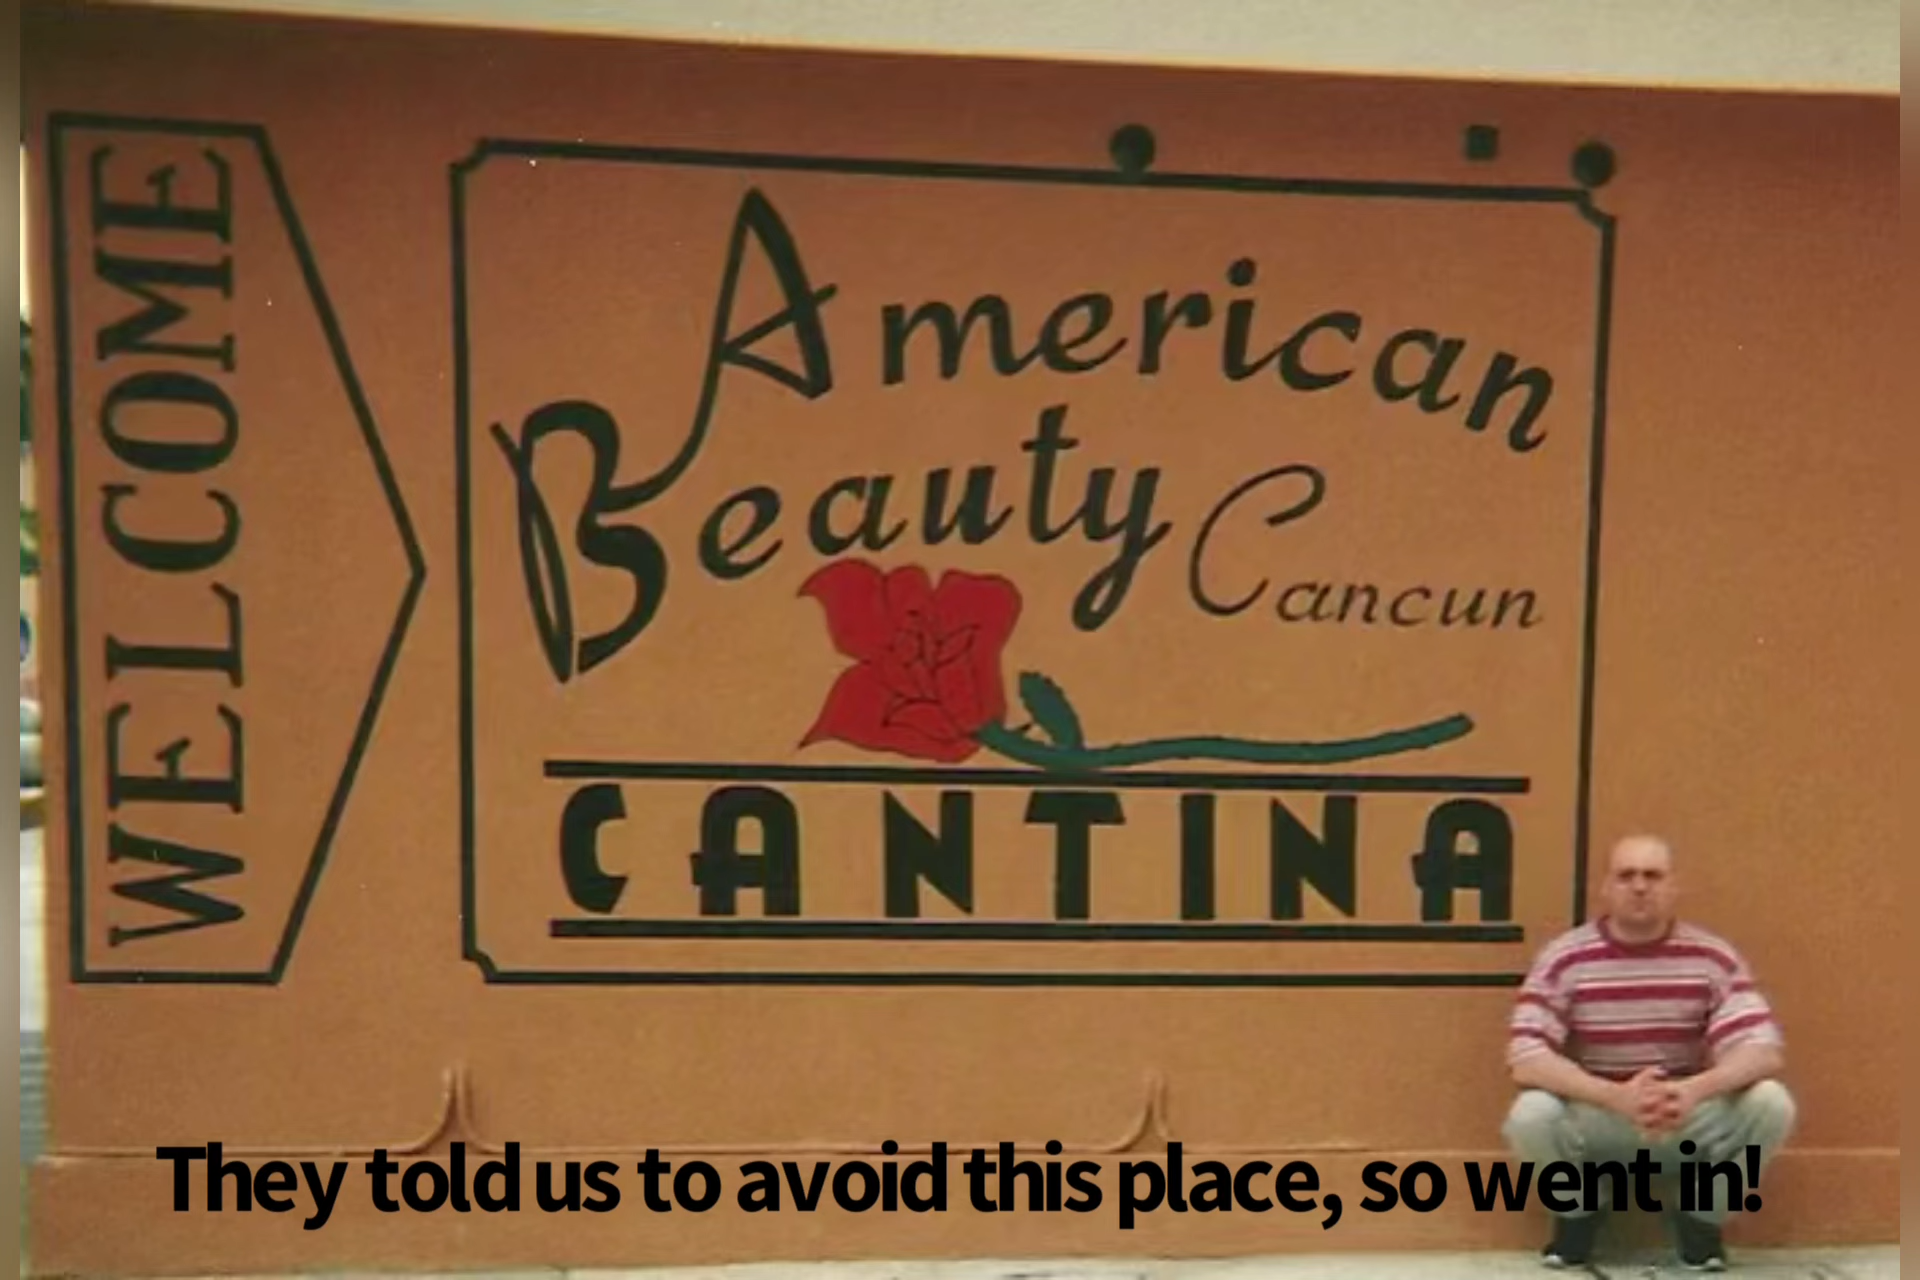 WELCOME
American
Beauty Cancun
CANTINA
They told us to avoid this place, so went in!